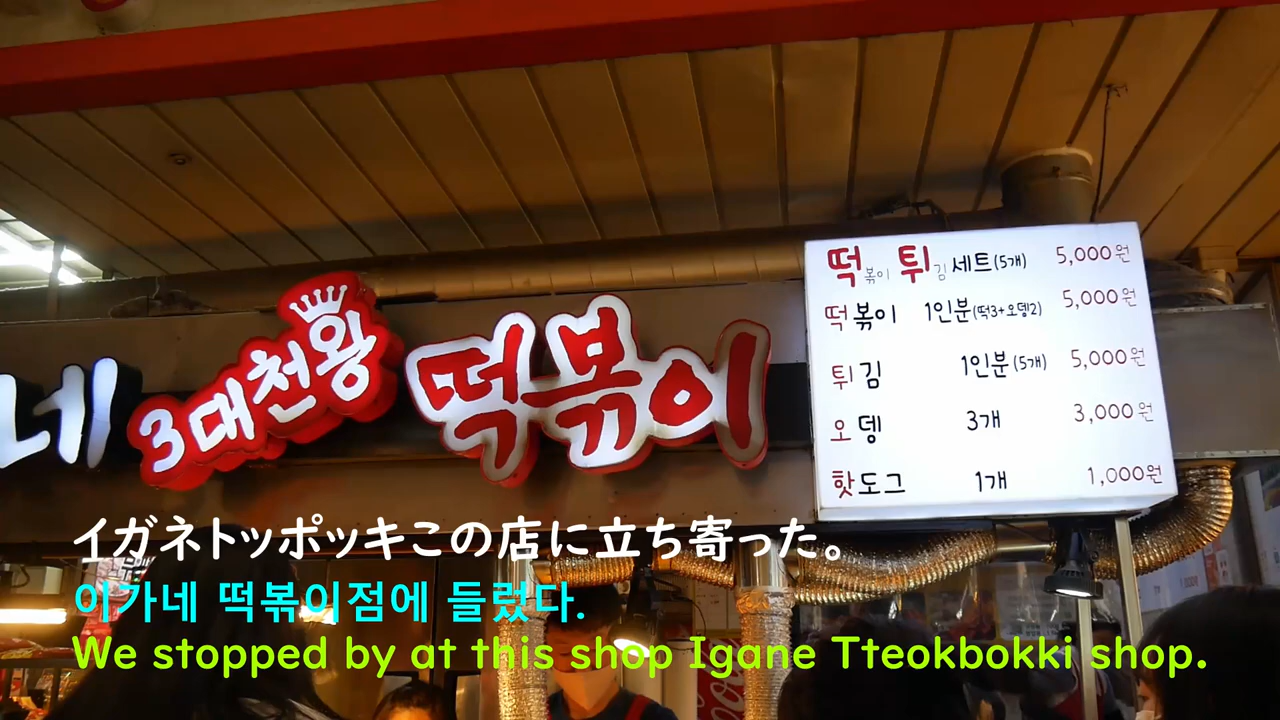 네 3대천왕 떡볶이
떡볶이 튀김 세트(5개) 5,000원
떡볶이 1인분(떡3+오뎅2) 5,000원
튀김 1인분(5개) 5,000원
오뎅 3개 3,000원
핫도그 1개 1,000원
イガネトッポッキこの店に立ち寄った。
이가네 떡볶이점에 들렀다.
We stopped by at this shop Igane Tteokbokki shop.